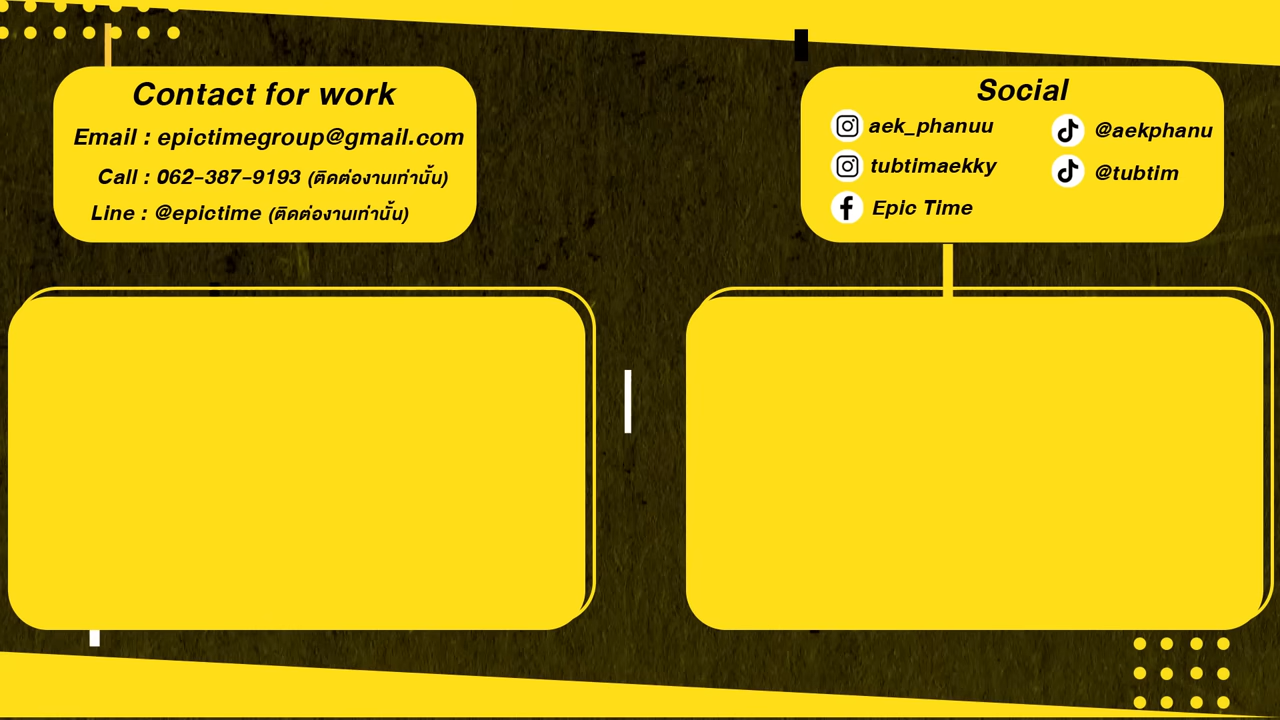 Contact for work
Email : epictimegroup@gmail.com
Call : 062-387-9193 (ติดต่องานเท่านั้น)
Line : @epictime (ติดต่องานเท่านั้น)
Social
aek_phanuu
@aekphanu
tubtimaekky
@tubtim
Epic Time